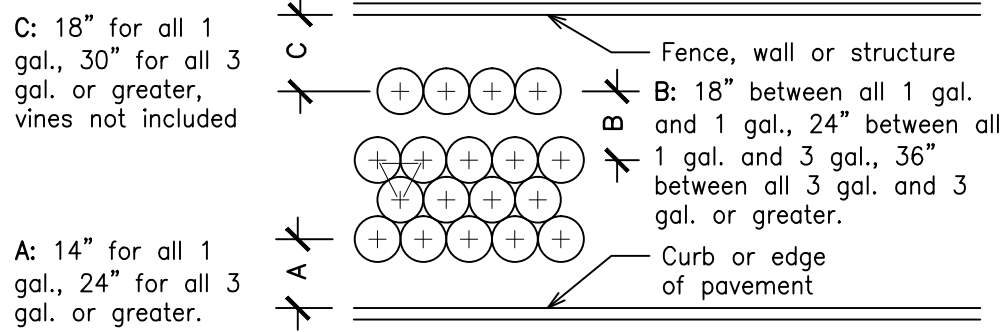 C: 18” for all 1
gal., 30” for all 3
gal. or greater,
vines not included
C
Fence, wall or structure
B: 18” between all 1 gal.
and 1 gal., 24” between all
1 gal. and 3 gal., 36”
between all 3 gal. and 3
gal. or greater.
B
A: 14” for all 1
gal., 24” for all 3
gal. or greater.
A
Curb or edge
of pavement